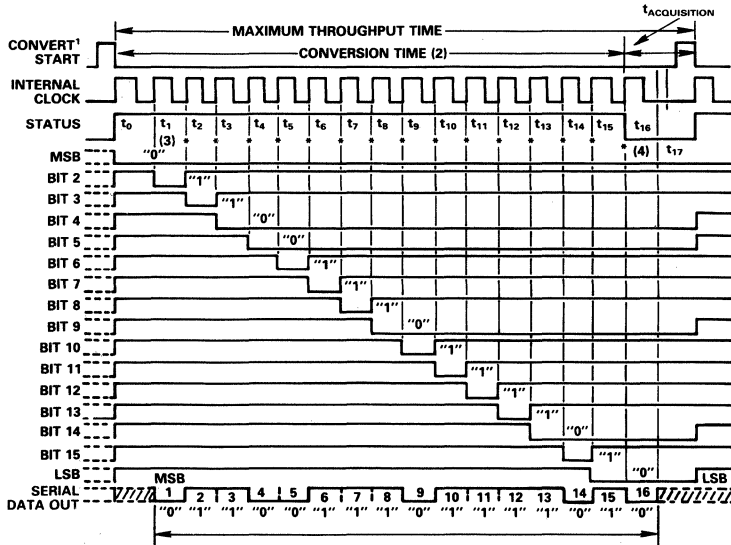 MAXIMUM THROUGHPUT TIME
tACQUISITION
CONVERT¹ START
CONVERSION TIME (2)
INTERNAL CLOCK
STATUS t0 t1 t2 t3 t4 t5 t6 t7 t8 t9 t10 t11 t12 t13 t14 t15 t16
(3) * * * * * * * * * * * * * * * (4) t17
MSB "0"
BIT 2 "1"
BIT 3 "1"
BIT 4 "0"
BIT 5 "0"
BIT 6 "1"
BIT 7 "1"
BIT 8 "1"
BIT 9 "0"
BIT 10 "1"
BIT 11 "1"
BIT 12 "1"
BIT 13 "1"
BIT 14 "0"
BIT 15 "1"
LSB "0" LSB
MSB
SERIAL DATA OUT 1 2 3 4 5 6 7 8 9 10 11 12 13 14 15 16
"0" "1" "1" "0" "0" "1" "1" "1" "0" "1" "1" "1" "1" "0" "1" "0"